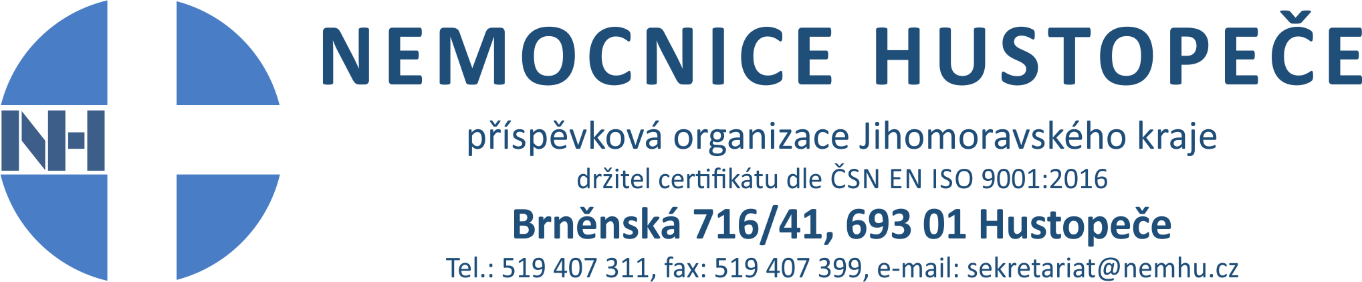 NEMOCNICE HUSTOPEČE
NH
příspěvková organizace Jihomoravského kraje
držitel certifikátu dle ČSN EN ISO 9001:2016
Brněnská 716/41, 693 01 Hustopeče
Tel.: 519 407 311, fax: 519 407 399, e-mail: sekretariat@nemhu.cz